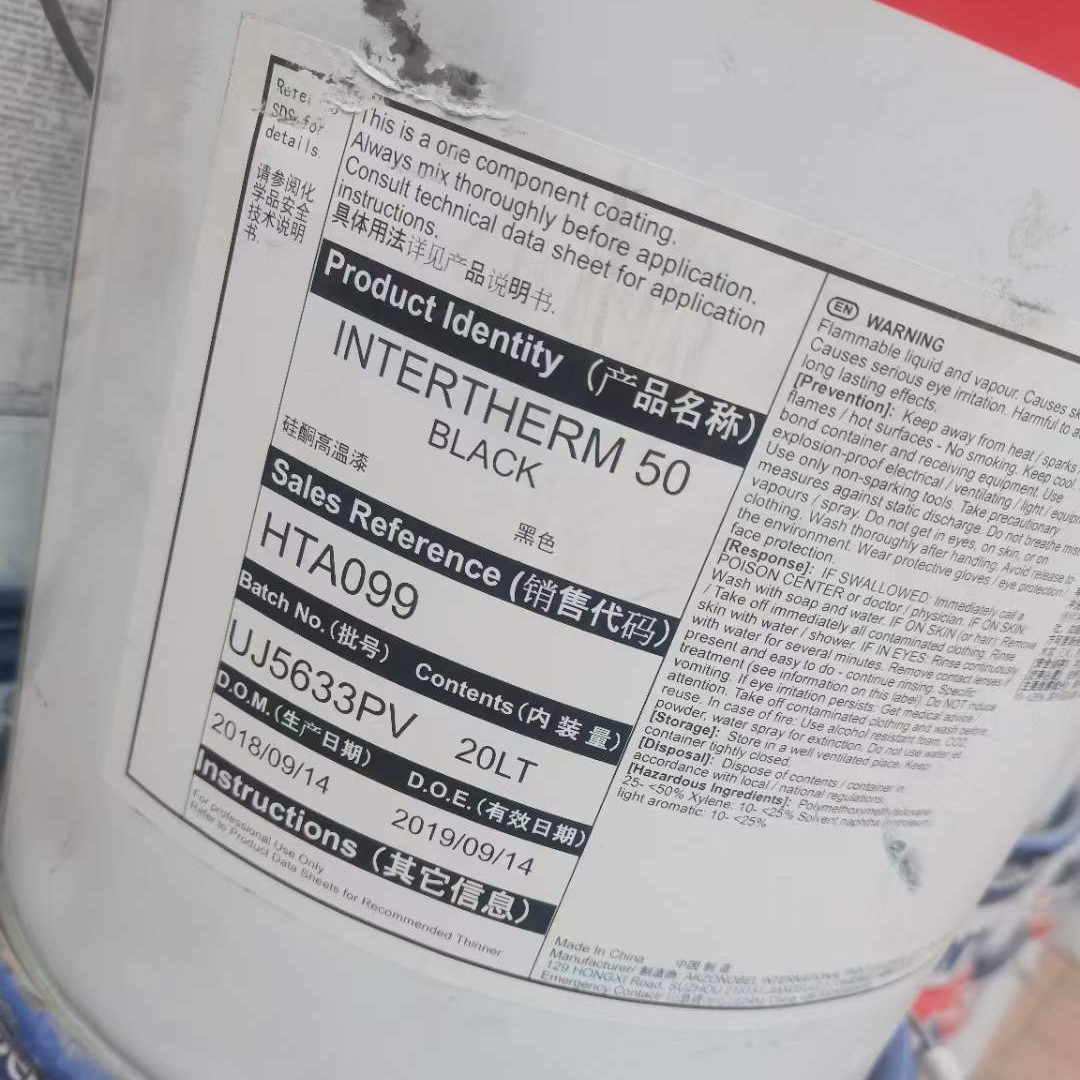 sds for
details.
请参阅化
学品安全
技术说明
书.
This is a one component coating.
Always mix thoroughly before application.
Consult technical data sheet for application
instructions.
具体用法详见产品说明书.
Product Identity (产品名称)
INTERTHERM 50
BLACK
硅酮高温漆
黑色
Sales Reference (销售代码)
HTA099
Batch No.(批号) Contents(内装量)
UJ5633PV 20LT
D.O.M.(生产日期) D.O.E.(有效日期)
2018/09/14 2019/09/14
Instructions (其它信息)
For professional Use Only
Refer to Product Data Sheets for Recommended Thinner
EN WARNING
Flammable liquid and vapour. Causes
Causes serious eye irritation. Harmful to
long lasting effects.
[Prevention]: Keep away from heat / sparks
flames / hot surfaces - No smoking. Keep cool.
bond container and receiving equipment. Use
explosion-proof electrical / ventilating / light /
Use only non-sparking tools. Take precautionary
measures against static discharge. Do not breathe
vapours / spray. Do not get in eyes, on skin, or on
clothing. Wash thoroughly after handling. Avoid release to
the environment. Wear protective gloves / eye protection /
face protection.
[Response]: IF SWALLOWED: Immediately call a
POISON CENTER or doctor / physician. IF ON SKIN:
Wash with soap and water. IF ON SKIN (or hair): Remove
/ Take off immediately all contaminated clothing. Rinse
skin with water / shower. IF IN EYES: Rinse continuously
with water for several minutes. Remove contact lenses if
present and easy to do - continue rinsing. Specific
treatment (see information on this label). Do NOT induce
vomiting. If eye irritation persists: Get medical advice /
attention. Take off contaminated clothing and wash before
reuse. In case of fire: Use alcohol resistant foam, CO2,
powder, water spray for extinction. Do not use water jet.
[Storage]: Store in a well ventilated place. Keep
container tightly closed.
[Disposal]: Dispose of contents / container in
accordance with local / national regulations.
[Hazardous Ingredients]: Polymethoxymethylsiloxane:
25- <50% Xylene: 10- <25% Solvent naphtha
light aromatic: 10- <25%
Made In China 中国制造
Manufacturer/ 制造商: AKZONOBEL INTERNATIONAL
129 HONGXI Road, SUZHOU
Emergency Contact